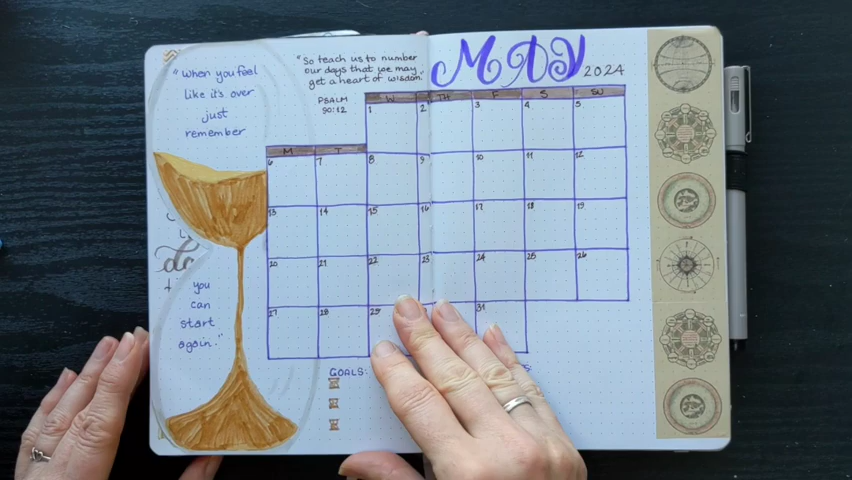 "When you feel
like it's over
just
remember
you
can
start
again."
"So teach us to number
our days that we may
get a heart of wisdom."
PSALM
90:12
MAY 2024
M T W TH F S SU
1 2 3 4 5
6 7 8 9 10 11 12
13 14 15 16 17 18 19
20 21 22 23 24 25 26
27 28 29 31
GOALS: